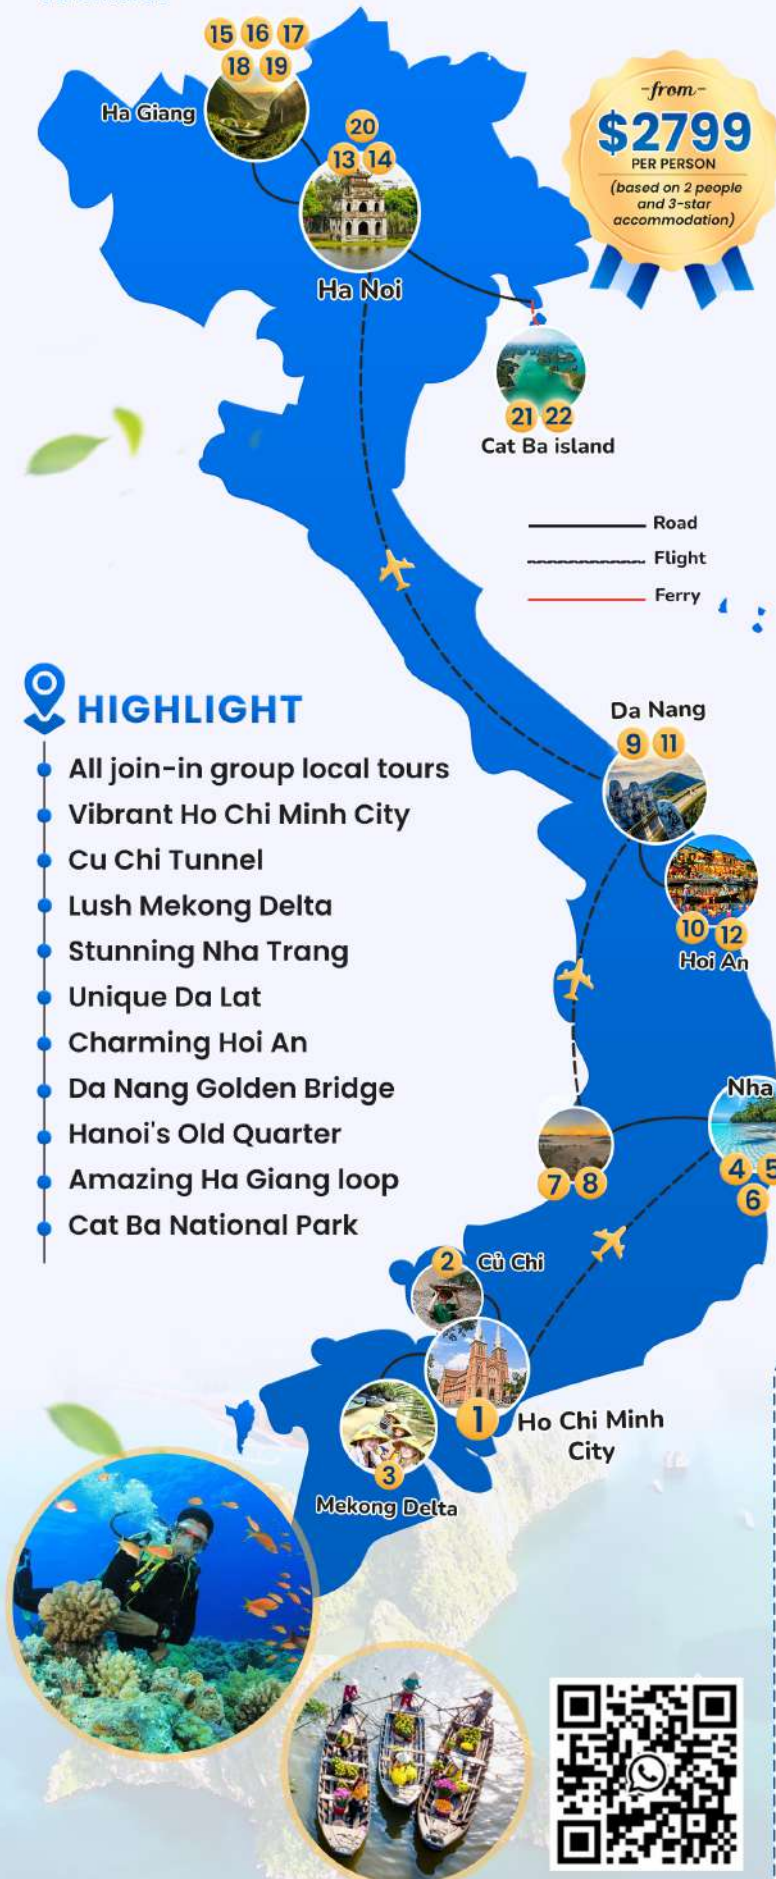 15 16 17
18 19
Ha Giang
20
13 14
Ha Noi
-from-
$2799
PER PERSON
(based on 2 people
and 3-star
accommodation)
21 22
Cat Ba island
Road
Flight
Ferry
HIGHLIGHT
All join-in group local tours
Vibrant Ho Chi Minh City
Cu Chi Tunnel
Lush Mekong Delta
Stunning Nha Trang
Unique Da Lat
Charming Hoi An
Da Nang Golden Bridge
Hanoi's Old Quarter
Amazing Ha Giang loop
Cat Ba National Park
Da Nang
9 11
10 12
Hoi An
Nha
4 5
6
7 8
2 Củ Chi
1
Ho Chi Minh
City
3
Mekong Delta